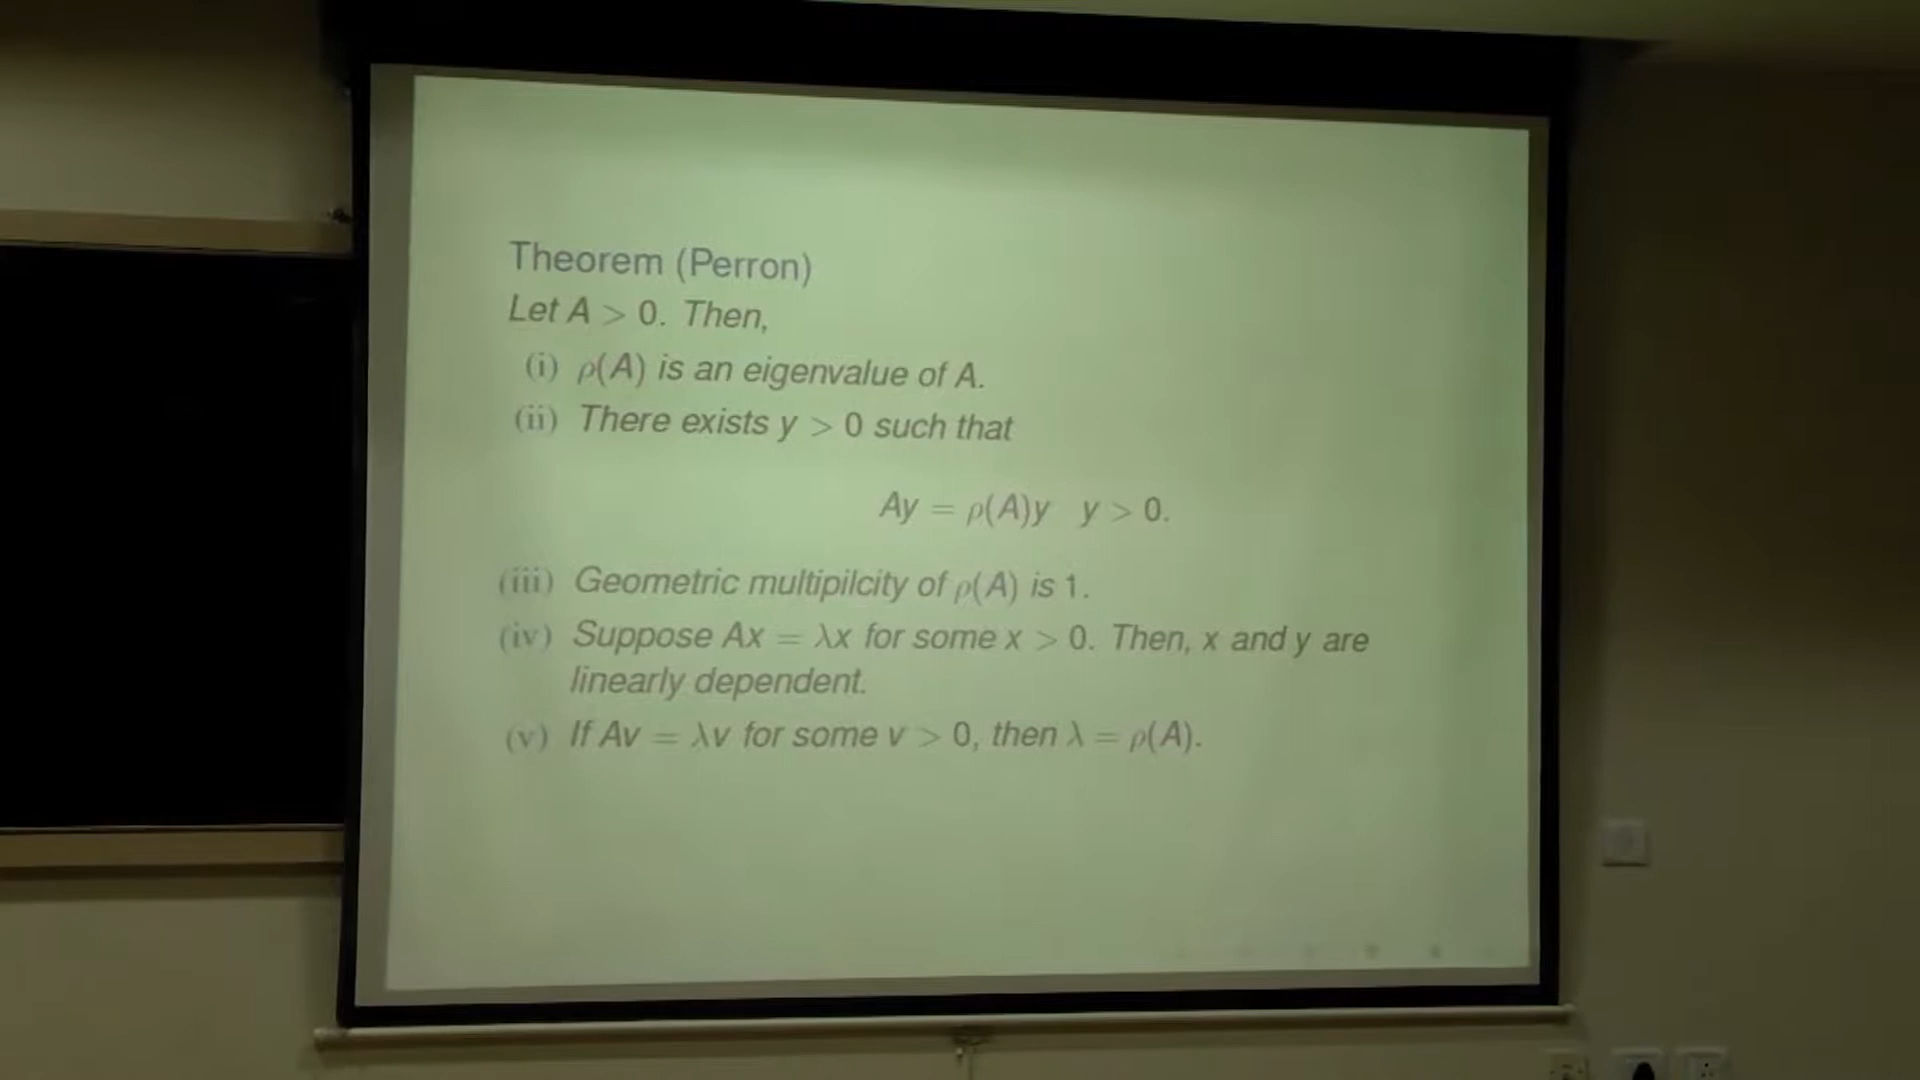 Theorem (Perron)
Let A > 0. Then,
(i) ρ(A) is an eigenvalue of A.
(ii) There exists y > 0 such that
Ay = ρ(A)y y > 0.
(iii) Geometric multipilcity of ρ(A) is 1.
(iv) Suppose Ax = λx for some x > 0. Then, x and y are
linearly dependent.
(v) If Av = λv for some v > 0, then λ = ρ(A).